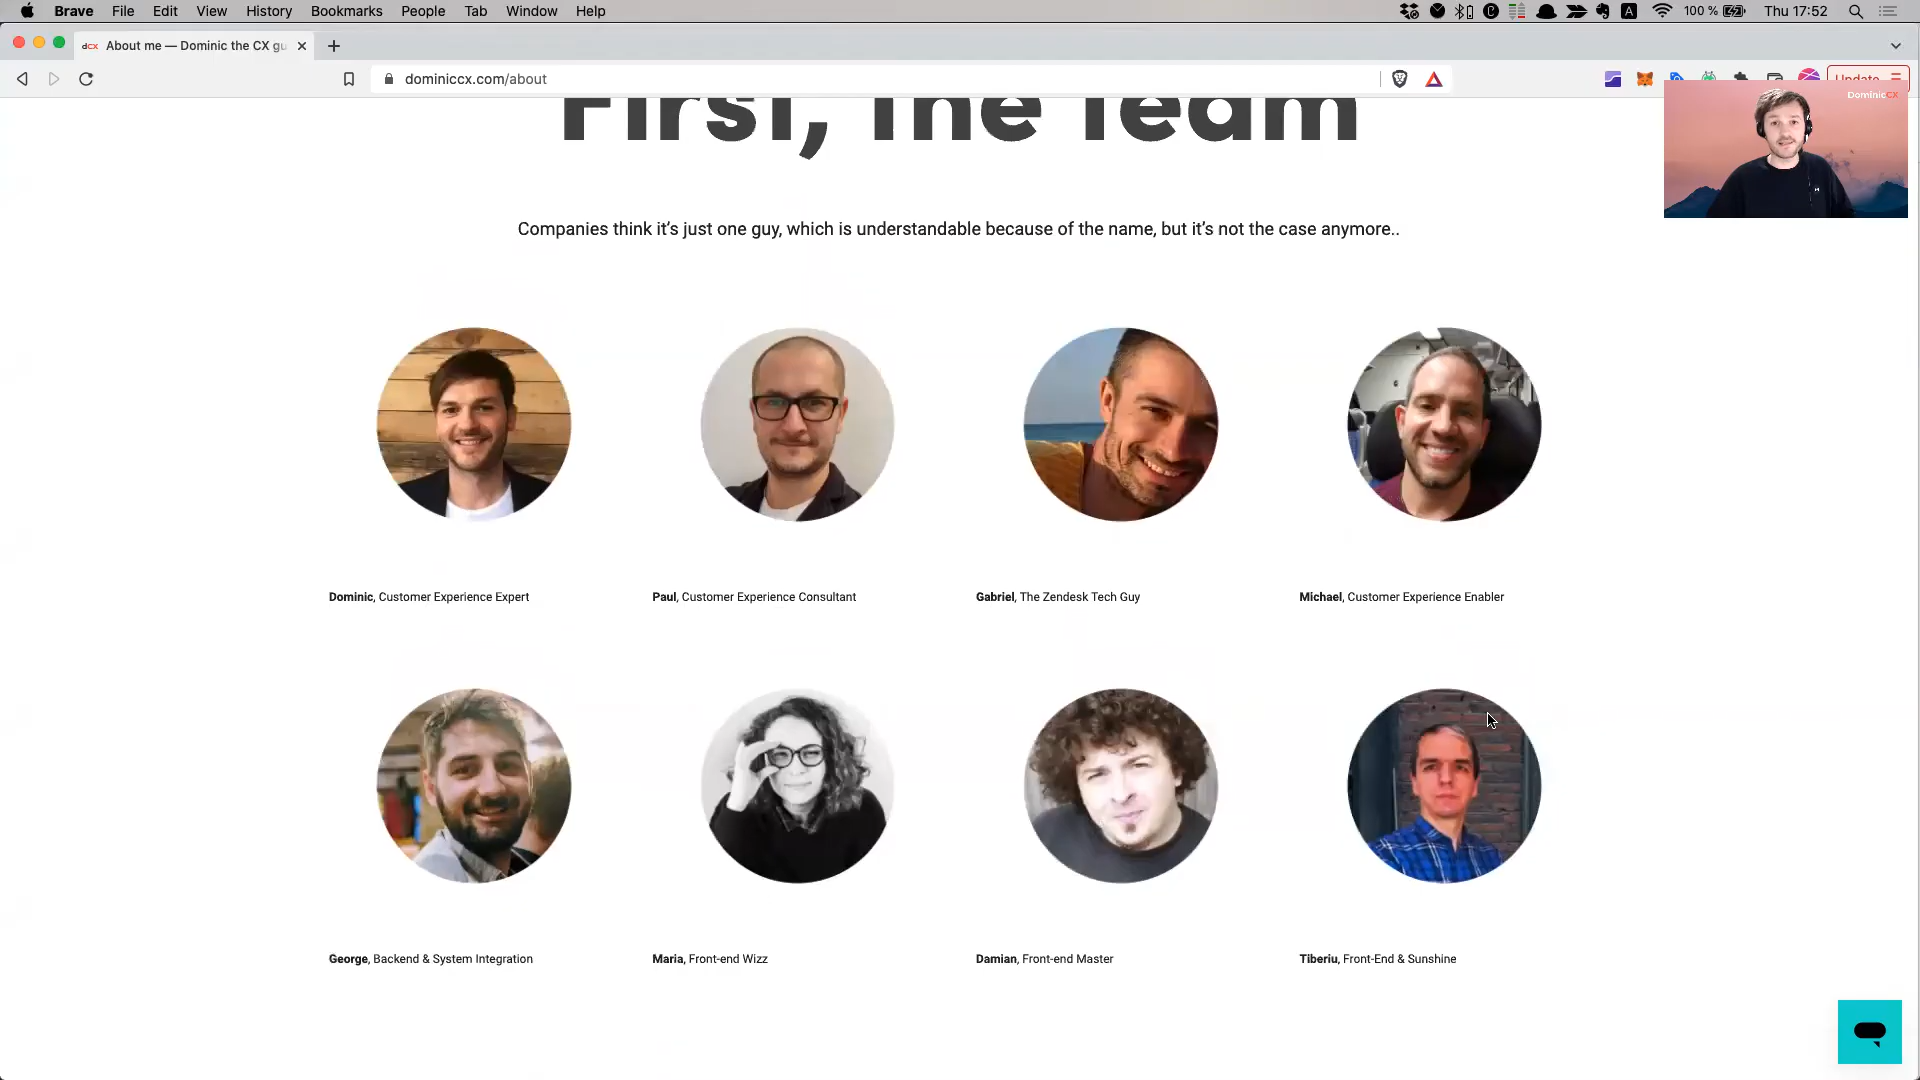 Brave File Edit View History Bookmarks People Tab Window Help
100 % Thu 17:52
dcx About me — Dominic the CX gu
dominiccx.com/about
Update
DominicCX
First, The Team
Companies think it’s just one guy, which is understandable because of the name, but it’s not the case anymore..
Dominic, Customer Experience Expert
Paul, Customer Experience Consultant
Gabriel, The Zendesk Tech Guy
Michael, Customer Experience Enabler
George, Backend & System Integration
Maria, Front-end Wizz
Damian, Front-end Master
Tiberiu, Front-End & Sunshine